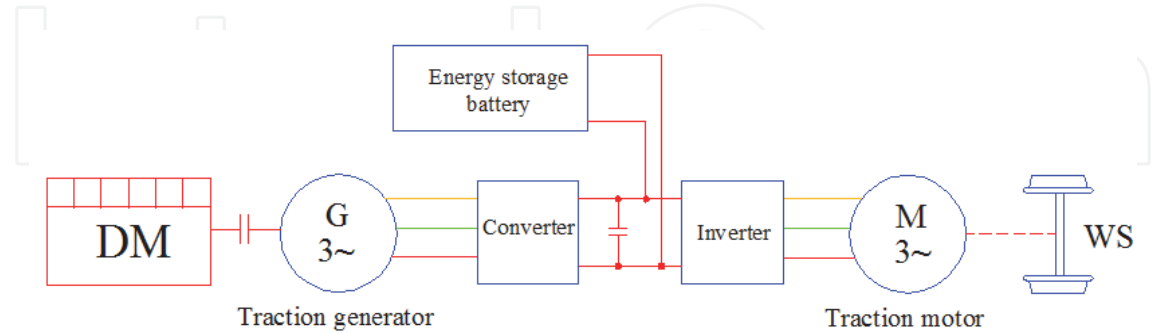 Energy storage
battery
DM
G
3~
Converter
Inverter
M
3~
WS
Traction generator
Traction motor